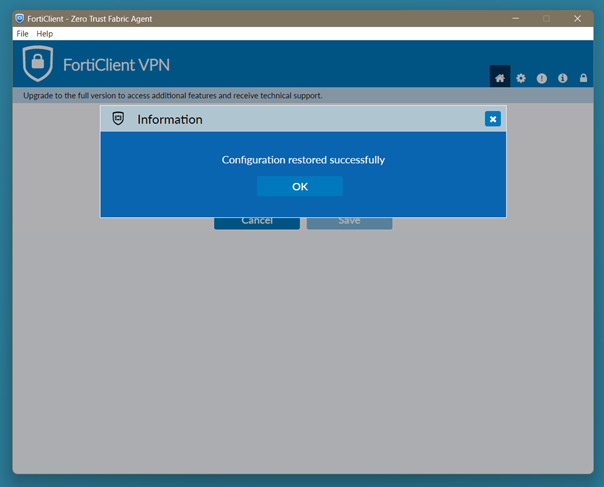 FortiClient - Zero Trust Fabric Agent
File Help
FortiClient VPN
Upgrade to the full version to access additional features and receive technical support.
Information
Configuration restored successfully
OK
Cancel Save